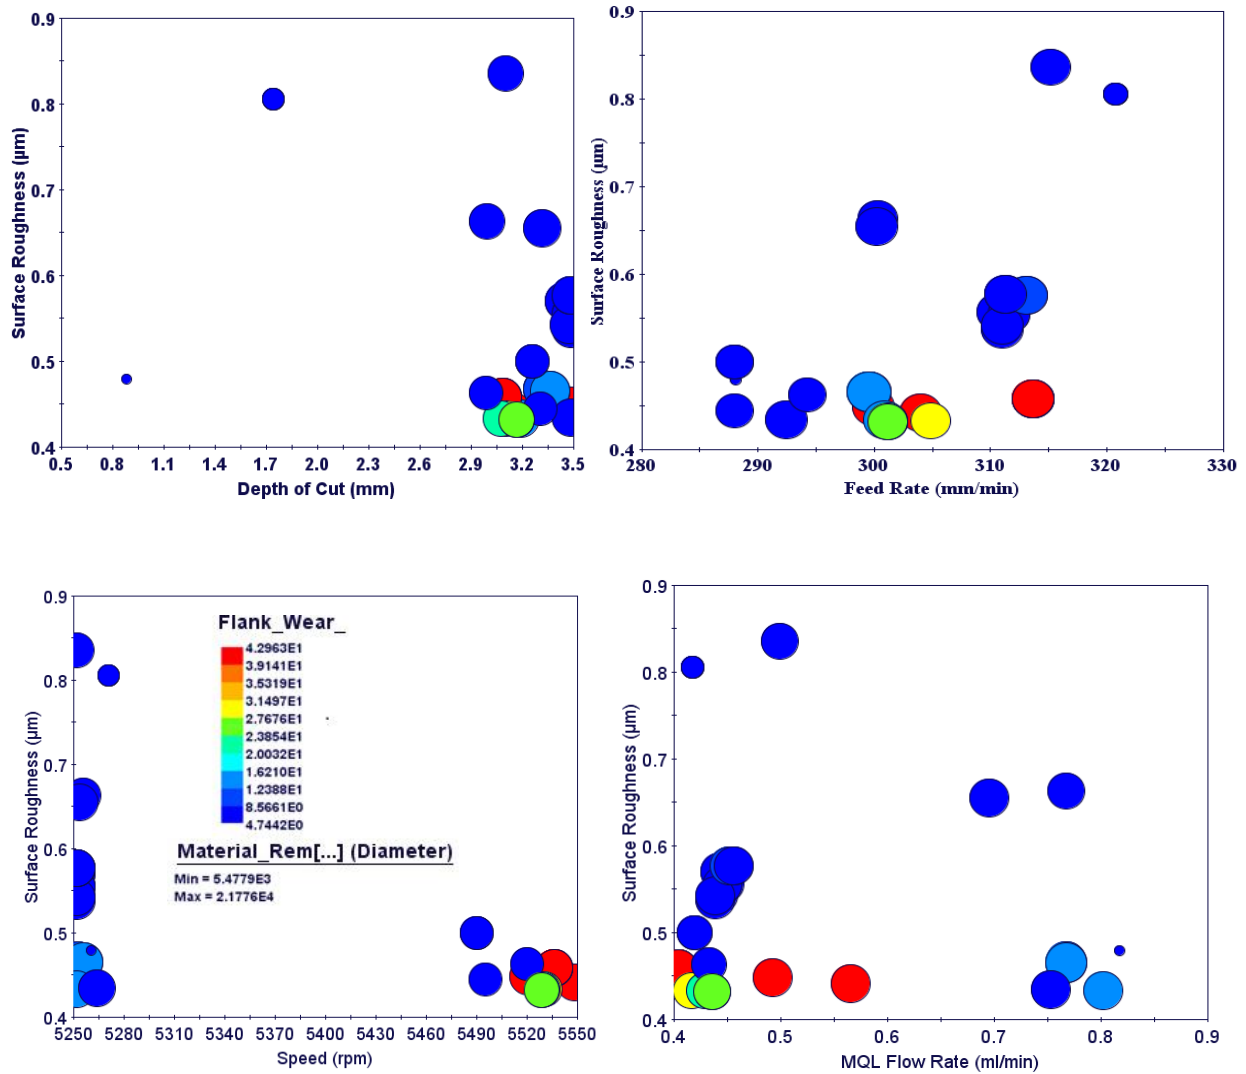 0.9
0.8
0.7
0.6
0.5
0.4
Surface Roughness (µm)
0.5 0.8 1.1 1.4 1.7 2.0 2.3 2.6 2.9 3.2 3.5
Depth of Cut (mm)
0.9
0.8
0.7
0.6
0.5
0.4
Surface Roughness (µm)
280 290 300 310 320 330
Feed Rate (mm/min)
0.9
0.8
0.7
0.6
0.5
0.4
Surface Roughness (µm)
Flank_Wear_
4.2963E1
3.9141E1
3.5319E1
3.1497E1
2.7676E1
2.3854E1
2.0032E1
1.6210E1
1.2388E1
8.5661E0
4.7442E0
Material_Rem[...] (Diameter)
Min = 5.4779E3
Max = 2.1776E4
5250 5280 5310 5340 5370 5400 5430 5460 5490 5520 5550
Speed (rpm)
0.9
0.8
0.7
0.6
0.5
0.4
Surface Roughness (µm)
0.4 0.5 0.6 0.7 0.8 0.9
MQL Flow Rate (ml/min)